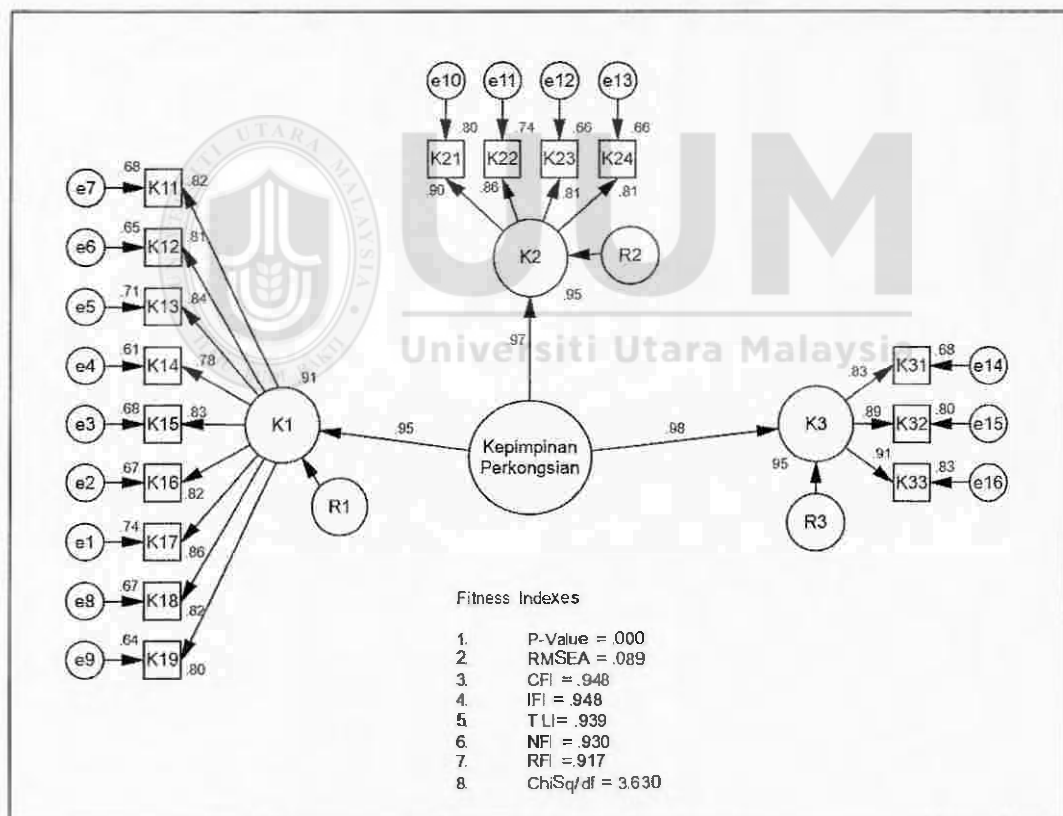 e10 e11 e12 e13
.80 .74 .66 .66
K21 K22 K23 K24
.90 .86 .81 .81
K2
R2
.95
.97
UUM
Universiti Utara Malaysia
UTARA MALAYSIA
e7 .68 K11 .82
e6 .65 K12 .81
e5 .71 K13 .84
e4 .61 K14 .78
e3 .68 K15 .83
e2 .67 K16 .82
e1 .74 K17 .86
e8 .67 K18 .82
e9 .64 K19 .80
.91
K1
R1
.95
Kepimpinan
Perkongsian
.98
K3
.95
R3
.83 K31 .68 e14
.89 K32 .80 e15
.91 K33 .83 e16
Fitness Indexes
1. P-Value = .000
2 RMSEA = .089
3. CFI = .948
4. IFI = .948
5. TLI= .939
6. NFI = .930
7. RFI = .917
8. ChiSq/df = 3.630